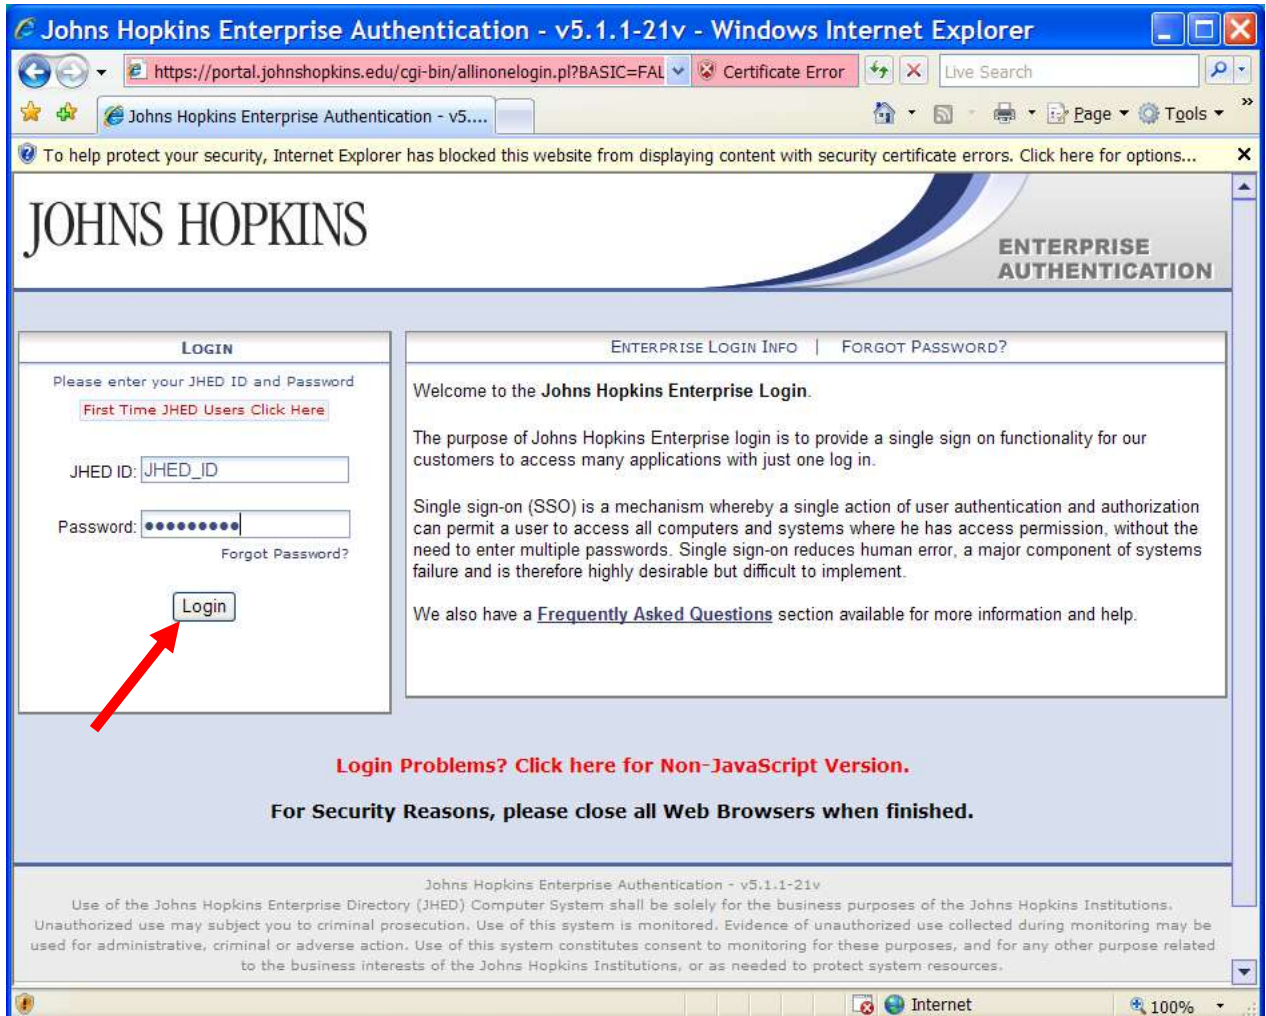 Johns Hopkins Enterprise Authentication - v5.1.1-21v - Windows Internet Explorer
https://portal.johnshopkins.edu/cgi-bin/allinonelogin.pl?BASIC=FAL
Certificate Error
Live Search
Johns Hopkins Enterprise Authentication - v5....
Page
Tools
To help protect your security, Internet Explorer has blocked this website from displaying content with security certificate errors. Click here for options...
JOHNS HOPKINS
ENTERPRISE
AUTHENTICATION
LOGIN
Please enter your JHED ID and Password
First Time JHED Users Click Here
JHED ID: JHED_ID
Password: •••••••••
Forgot Password?
Login
ENTERPRISE LOGIN INFO | FORGOT PASSWORD?
Welcome to the Johns Hopkins Enterprise Login.
The purpose of Johns Hopkins Enterprise login is to provide a single sign on functionality for our
customers to access many applications with just one log in.
Single sign-on (SSO) is a mechanism whereby a single action of user authentication and authorization
can permit a user to access all computers and systems where he has access permission, without the
need to enter multiple passwords. Single sign-on reduces human error, a major component of systems
failure and is therefore highly desirable but difficult to implement.
We also have a Frequently Asked Questions section available for more information and help.
Login Problems? Click here for Non-JavaScript Version.
For Security Reasons, please close all Web Browsers when finished.
Johns Hopkins Enterprise Authentication - v5.1.1-21v
Use of the Johns Hopkins Enterprise Directory (JHED) Computer System shall be solely for the business purposes of the Johns Hopkins Institutions.
Unauthorized use may subject you to criminal prosecution. Use of this system is monitored. Evidence of unauthorized use collected during monitoring may be
used for administrative, criminal or adverse action. Use of this system constitutes consent to monitoring for these purposes, and for any other purpose related
to the business interests of the Johns Hopkins Institutions, or as needed to protect system resources.
Internet
100%